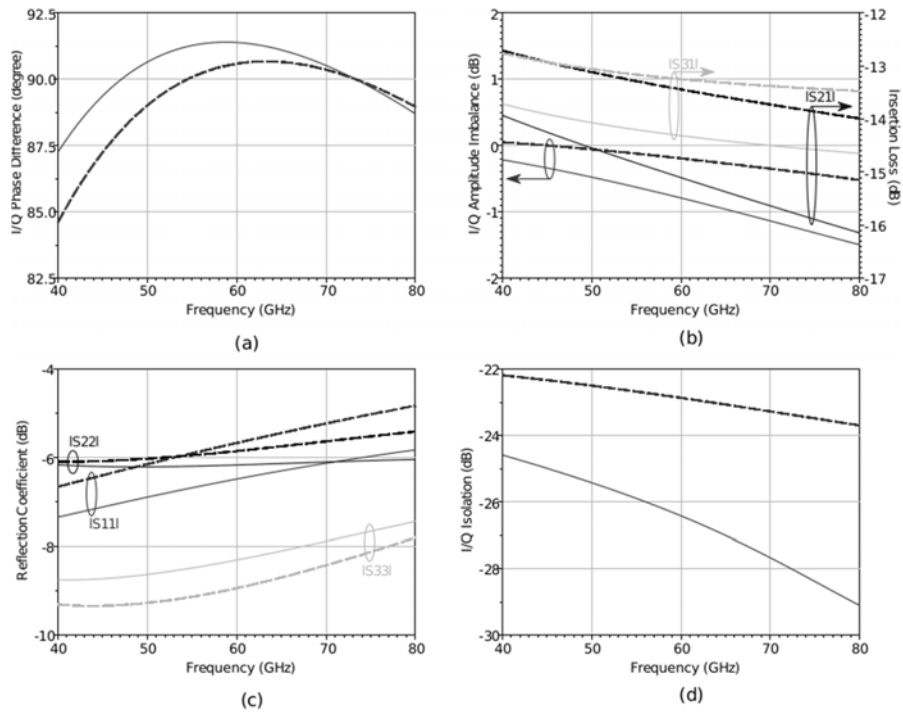 92.5
90.0
87.5
85.0
82.5
I/Q Phase Difference (degree)
40 50 60 70 80
Frequency (GHz)
(a)
2
1
0
-1
-2
I/Q Amplitude Imbalance (dB)
-12
-13
-14
-15
-16
-17
Insertion Loss (dB)
|S31|
|S21|
40 50 60 70 80
Frequency (GHz)
(b)
-4
-6
-8
-10
Reflection Coefficient (dB)
|S22|
|S11|
|S33|
40 50 60 70 80
Frequency (GHz)
(c)
-22
-24
-26
-28
-30
I/Q Isolation (dB)
40 50 60 70 80
Frequency (GHz)
(d)